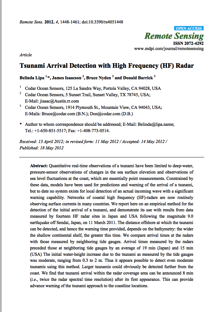 Remote Sens. 2012, 4, 1448-1461; doi:10.3390/rs4051448
OPEN ACCESS
Remote Sensing
ISSN 2072-4292
www.mdpi.com/journal/remotesensing
Article
Tsunami Arrival Detection with High Frequency (HF) Radar
Belinda Lipa 1,*, James Isaacson 2, Bruce Nyden 3 and Donald Barrick 3
1 Codar Ocean Sensors, 125 La Sandra Way, Portola Valley, CA 94028, USA
2 Codar Ocean Sensors, 5 Sunset Trail, Sunset Valley, TX 78745, USA;
E-Mail:
3 Codar Ocean Sensors, 1914 Plymouth St., Mountain View, CA 94043, USA;
E-Mails:
* Author to whom correspondence should be addressed; E-Mail:
Tel.: +1-650-851-5517; Fax: +1-408-773-0514.
Received: 13 April 2012; in revised form: 11 May 2012 / Accepted: 14 May 2012 /
Published: 18 May 2012
Abstract: Quantitative real-time observations of a tsunami have been limited to deep-water,
pressure-sensor observations of changes in the sea surface elevation and observations
of sea level fluctuations at the coast, which are essentially point measurements. Constrained by
these data, models have been used for predictions and warning of the arrival of a tsunami,
but to date no system exists for local detection of an actual incoming wave with a significant
warning capability. Networks of coastal high frequency (HF)-radars are now routinely
observing surface currents in many countries. We report here on an empirical method for the
detection of the initial arrival of a tsunami, and demonstrate its use with results from data
measured by fourteen HF radar sites in Japan and USA following the magnitude 9.0
earthquake off Sendai, Japan, on 11 March 2011. The distance offshore at which the tsunami
can be detected, and hence the warning time provided, depends on the bathymetry: the wider
the shallow continental shelf, the greater this time. We compare arrival times at the radars
with those measured by neighboring tide gauges. Arrival times measured by the radars
preceded those at neighboring tide gauges by an average of 19 min (Japan) and 15 min
(USA) The initial water-height increase due to the tsunami as measured by the tide gauges
was moderate, ranging from 0.3 to 2 m. Thus it appears possible to detect even moderate
tsunamis using this method. Larger tsunamis could obviously be detected further from the
coast. We find that tsunami arrival within the radar coverage area can be announced 8 min
(i.e., twice the radar spectral time resolution) after its first appearance. This can provide
advance warning of the tsunami approach to the coastline locations.